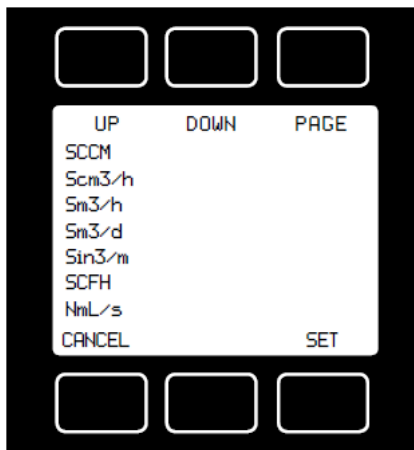 UP DOWN PAGE
SCCM
Scm3/h
Sm3/h
Sm3/d
Sin3/m
SCFH
NmL/s
CANCEL SET